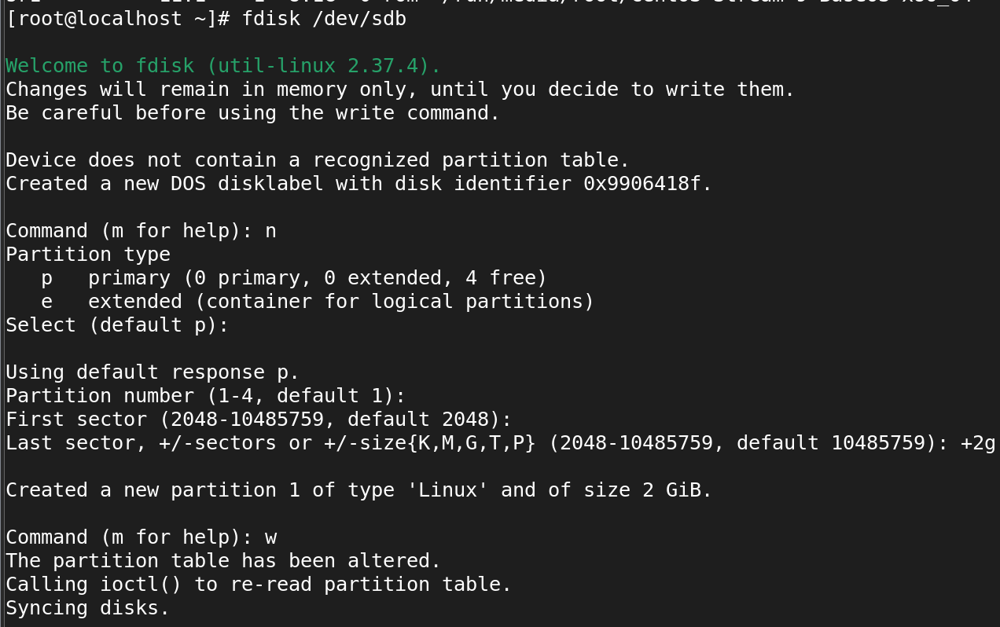 [root@localhost ~]# fdisk /dev/sdb
Welcome to fdisk (util-linux 2.37.4).
Changes will remain in memory only, until you decide to write them.
Be careful before using the write command.
Device does not contain a recognized partition table.
Created a new DOS disklabel with disk identifier 0x9906418f.
Command (m for help): n
Partition type
   p   primary (0 primary, 0 extended, 4 free)
   e   extended (container for logical partitions)
Select (default p):
Using default response p.
Partition number (1-4, default 1):
First sector (2048-10485759, default 2048):
Last sector, +/-sectors or +/-size{K,M,G,T,P} (2048-10485759, default 10485759): +2g
Created a new partition 1 of type 'Linux' and of size 2 GiB.
Command (m for help): w
The partition table has been altered.
Calling ioctl() to re-read partition table.
Syncing disks.